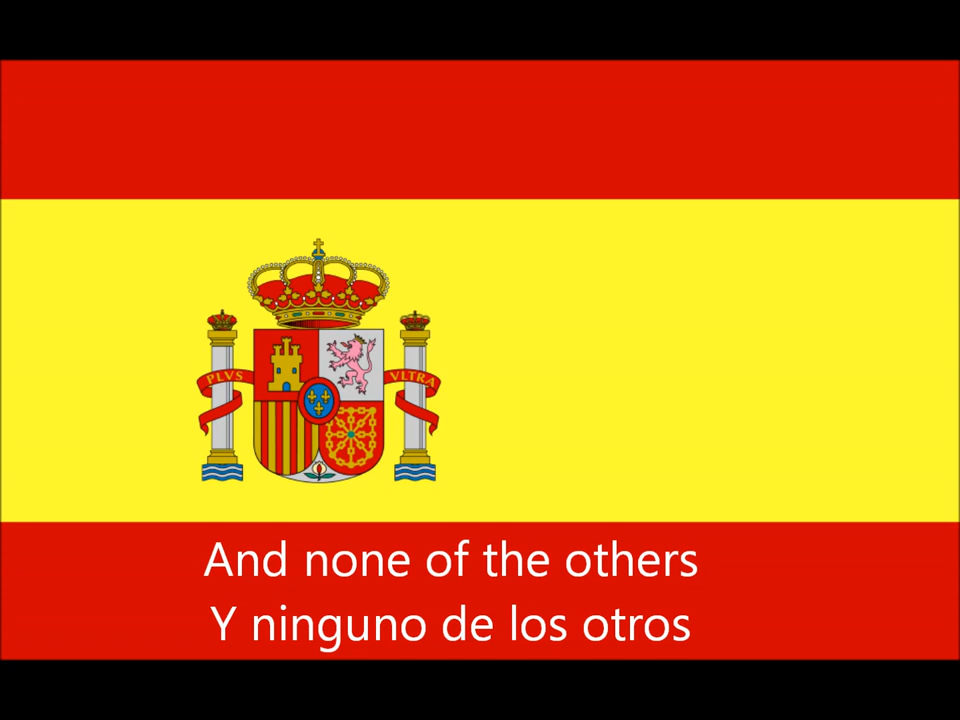 PLVS VLTRA
And none of the others
Y ninguno de los otros